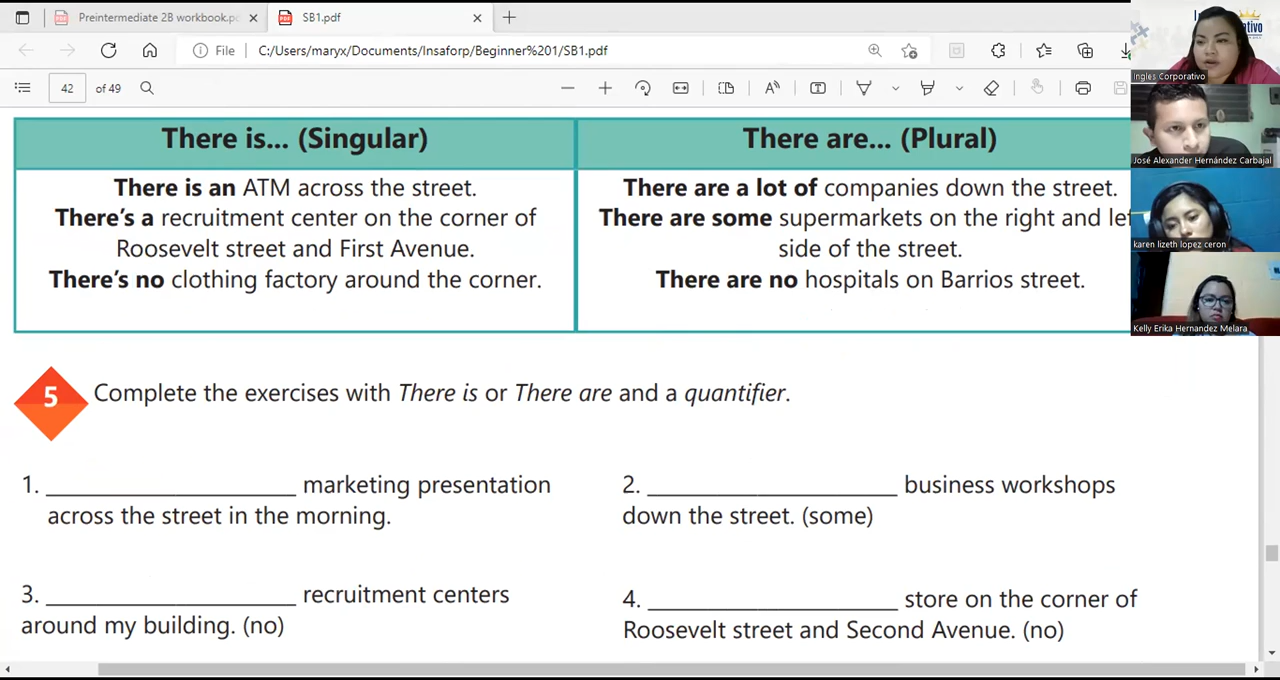 Preintermediate 2B workbook.pc
SB1.pdf
File
C:/Users/maryx/Documents/Insaforp/Beginner%201/SB1.pdf
42 of 49
Ingles Corporativo
José Alexander Hernández Carbajal
karen lizeth lopez ceron
Kelly Erika Hernandez Melara
There is... (Singular)
There is an ATM across the street.
There's a recruitment center on the corner of
Roosevelt street and First Avenue.
There's no clothing factory around the corner.
There are... (Plural)
There are a lot of companies down the street.
There are some supermarkets on the right and lef
side of the street.
There are no hospitals on Barrios street.
5 Complete the exercises with There is or There are and a quantifier.
1. ____________________ marketing presentation
across the street in the morning.
2. ____________________ business workshops
down the street. (some)
3. ____________________ recruitment centers
around my building. (no)
4. ____________________ store on the corner of
Roosevelt street and Second Avenue. (no)